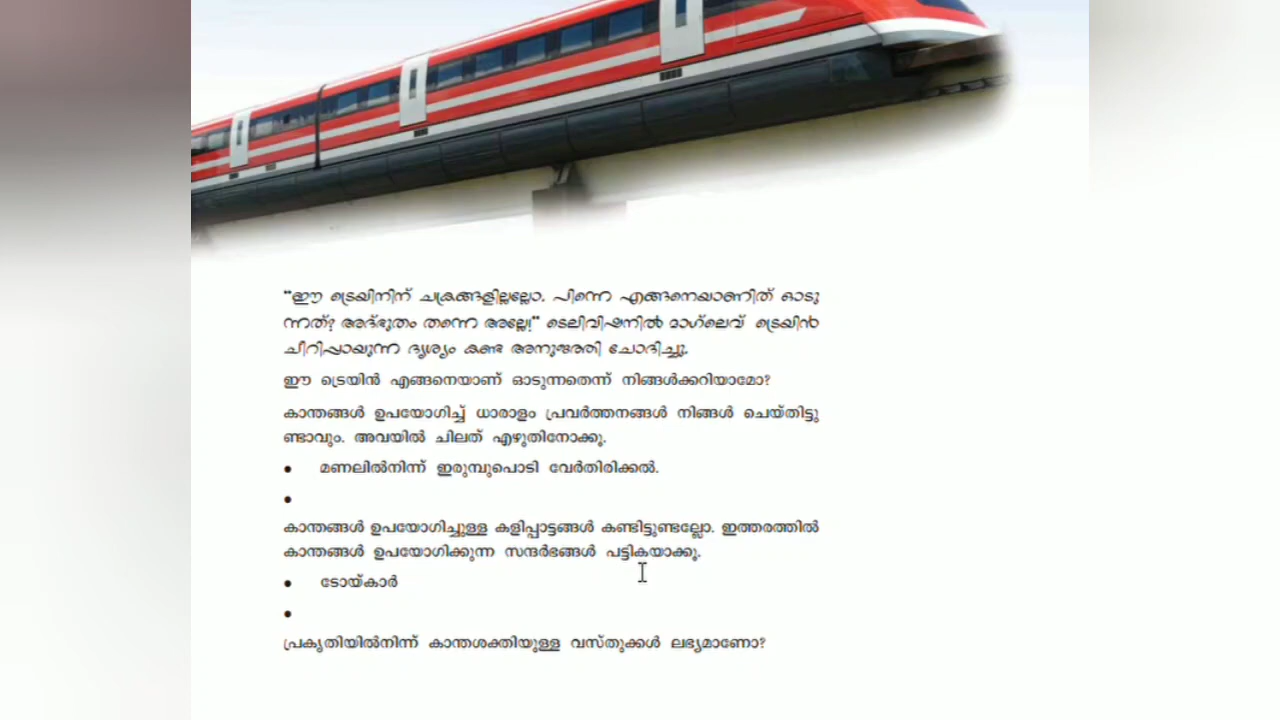 “ഈ ട്രെയിനിന് ചക്രങ്ങളില്ലല്ലോ. പിന്നെ എങ്ങനെയാണിത് ഓടു
ന്നത്? അദ്ഭുതം തന്നെ അല്ലേ!” ടെലിവിഷനിൽ മാഗ്‌ലെവ് ട്രെയിൻ
ചീറിപ്പായുന്ന ദൃശ്യം കണ്ട അനുജത്തി ചോദിച്ചു.
ഈ ട്രെയിൻ എങ്ങനെയാണ് ഓടുന്നതെന്ന് നിങ്ങൾക്കറിയാമോ?
കാന്തങ്ങൾ ഉപയോഗിച്ച് ധാരാളം പ്രവർത്തനങ്ങൾ നിങ്ങൾ ചെയ്തിട്ടു
ണ്ടാവും. അവയിൽ ചിലത് എഴുതിനോക്കൂ.
● മണലിൽനിന്ന് ഇരുമ്പുപൊടി വേർതിരിക്കൽ.
●
കാന്തങ്ങൾ ഉപയോഗിച്ചുള്ള കളിപ്പാട്ടങ്ങൾ കണ്ടിട്ടുണ്ടല്ലോ. ഇത്തരത്തിൽ
കാന്തങ്ങൾ ഉപയോഗിക്കുന്ന സന്ദർഭങ്ങൾ പട്ടികയാക്കൂ.
● ടോയ്കാർ
●
പ്രകൃതിയിൽനിന്ന് കാന്തശക്തിയുള്ള വസ്തുക്കൾ ലഭ്യമാണോ?